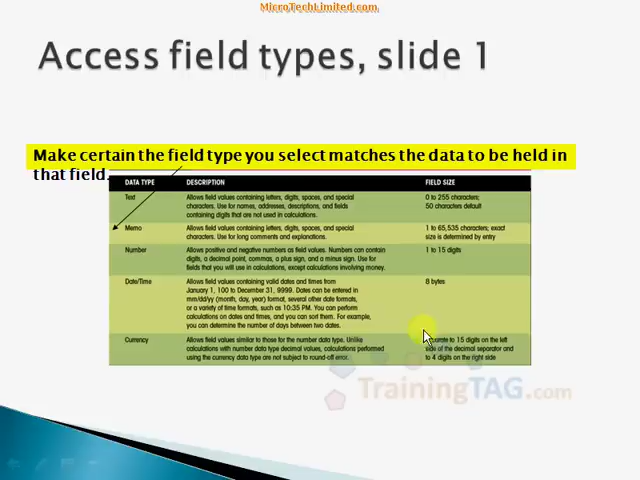 MicroTechLimited.com
Access field types, slide 1
Make certain the field type you select matches the data to be held in
that field.
DATA TYPE DESCRIPTION FIELD SIZE
Text Allows field values containing letters, digits, spaces, and special 0 to 255 characters;
characters. Use for names, addresses, descriptions, and fields 50 characters default
containing digits that are not used in calculations.
Memo Allows field values containing letters, digits, spaces, and special 1 to 65,535 characters; exact
characters. Use for long comments and explanations. size is determined by entry
Number Allows positive and negative numbers as field values. Numbers can contain 1 to 15 digits
digits, a decimal point, commas, a plus sign, and a minus sign. Use for
fields that you will use in calculations, except calculations involving money.
Date/Time Allows field values containing valid dates and times from 8 bytes
January 1, 100 to December 31, 9999. Dates can be entered in
mm/dd/yy (month, day, year) format, several other date formats,
or a variety of time formats, such as 10:35 PM. You can perform
calculations on dates and times, and you can sort them. For example,
you can determine the number of days between two dates.
Currency Allows field values similar to those for the number data type. Unlike to 15 digits on the left
calculations with number data type decimal values, calculations performed side of the decimal separator and
using the currency data type are not subject to round-off error. to 4 digits on the right side
TrainingTAG.com